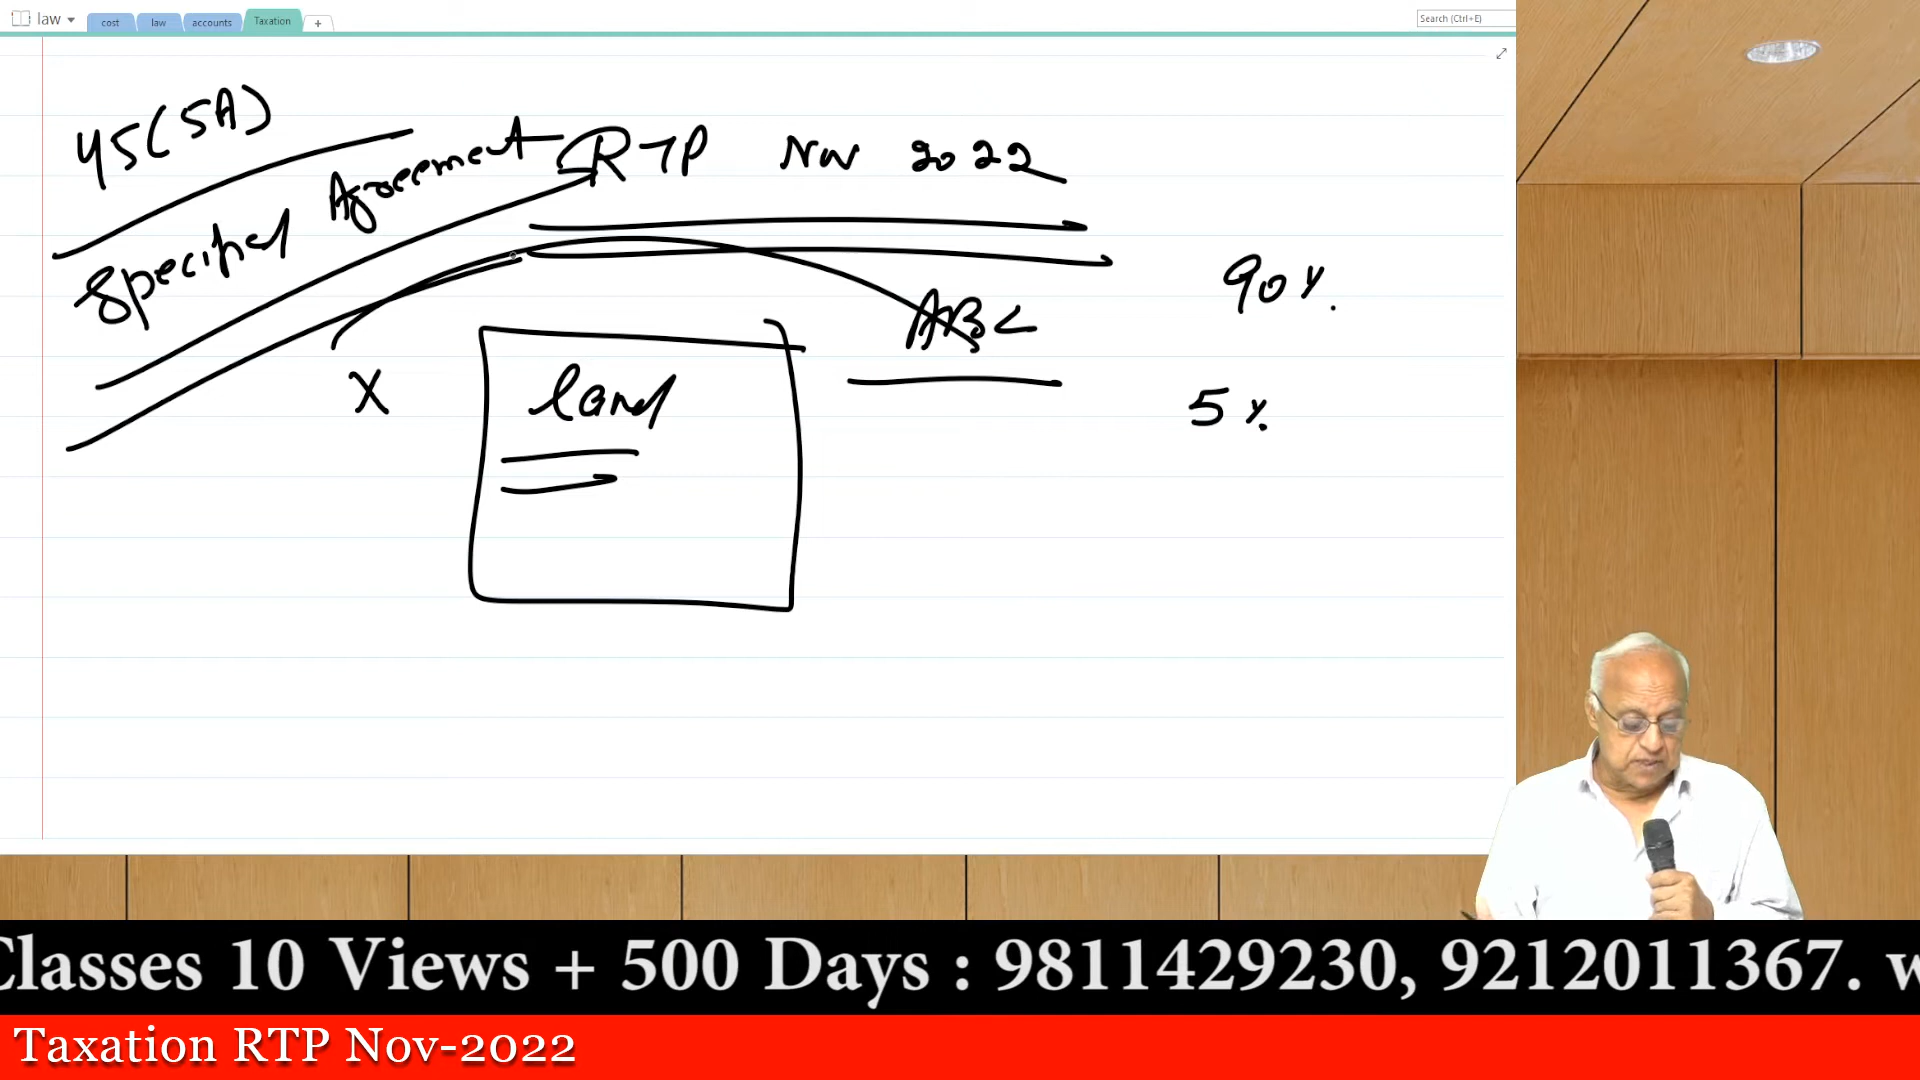 law
cost law accounts Taxation +
Search (Ctrl+E)
45(5A)
Specified Agreement
RTP Nov 2022
90%.
ABC
X
land
5%.
Classes 10 Views + 500 Days : 9811429230, 9212011367. w
Taxation RTP Nov-2022